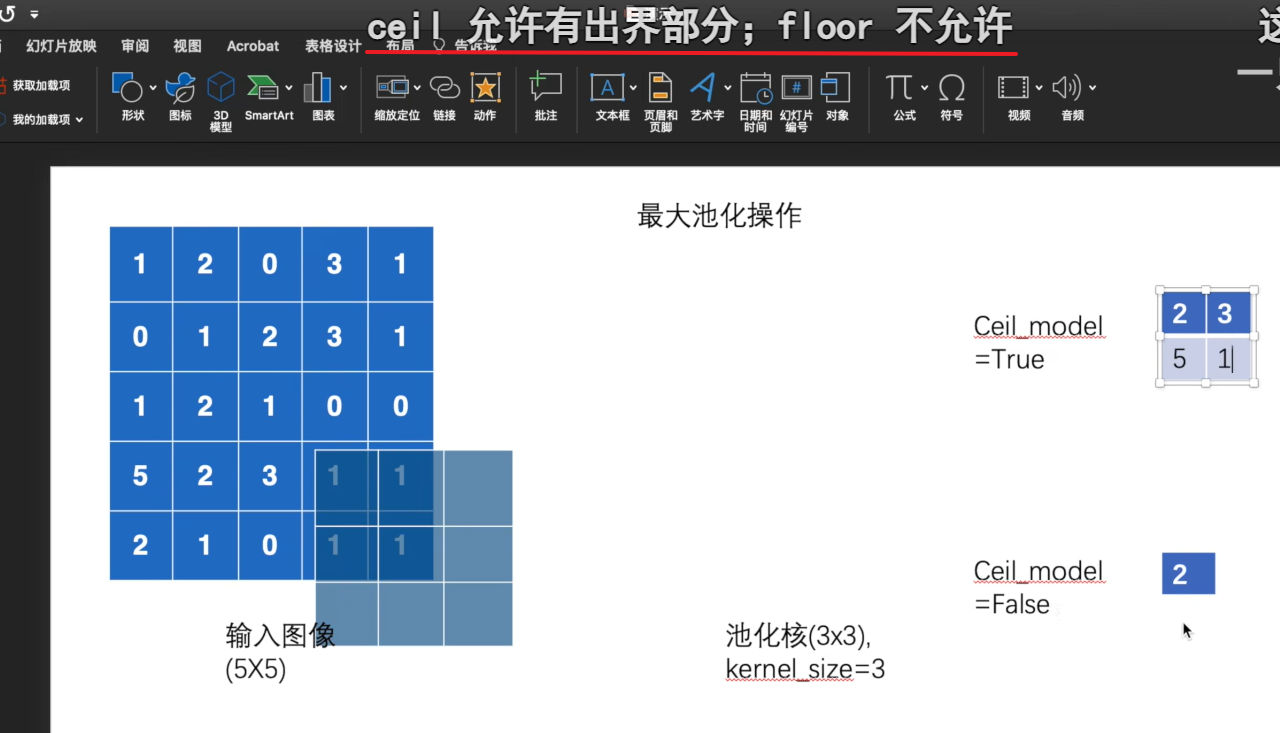 ceil 允许有出界部分；floor 不允许
幻灯片放映 审阅 视图 Acrobat 表格设计 布局 告诉我
获取加载项
我的加载项
形状 图标 3D 模型 SmartArt 图表 缩放定位 链接 动作 批注 文本框 页眉和页脚 艺术字 日期和时间 幻灯片编号 对象 公式 符号 视频 音频
最大池化操作
1 2 0 3 1
0 1 2 3 1
1 2 1 0 0
5 2 3 1 1
2 1 0 1 1
Ceil_model
=True
2 3
5 1
Ceil_model
=False
2
输入图像
(5X5)
池化核(3x3),
kernel_size=3